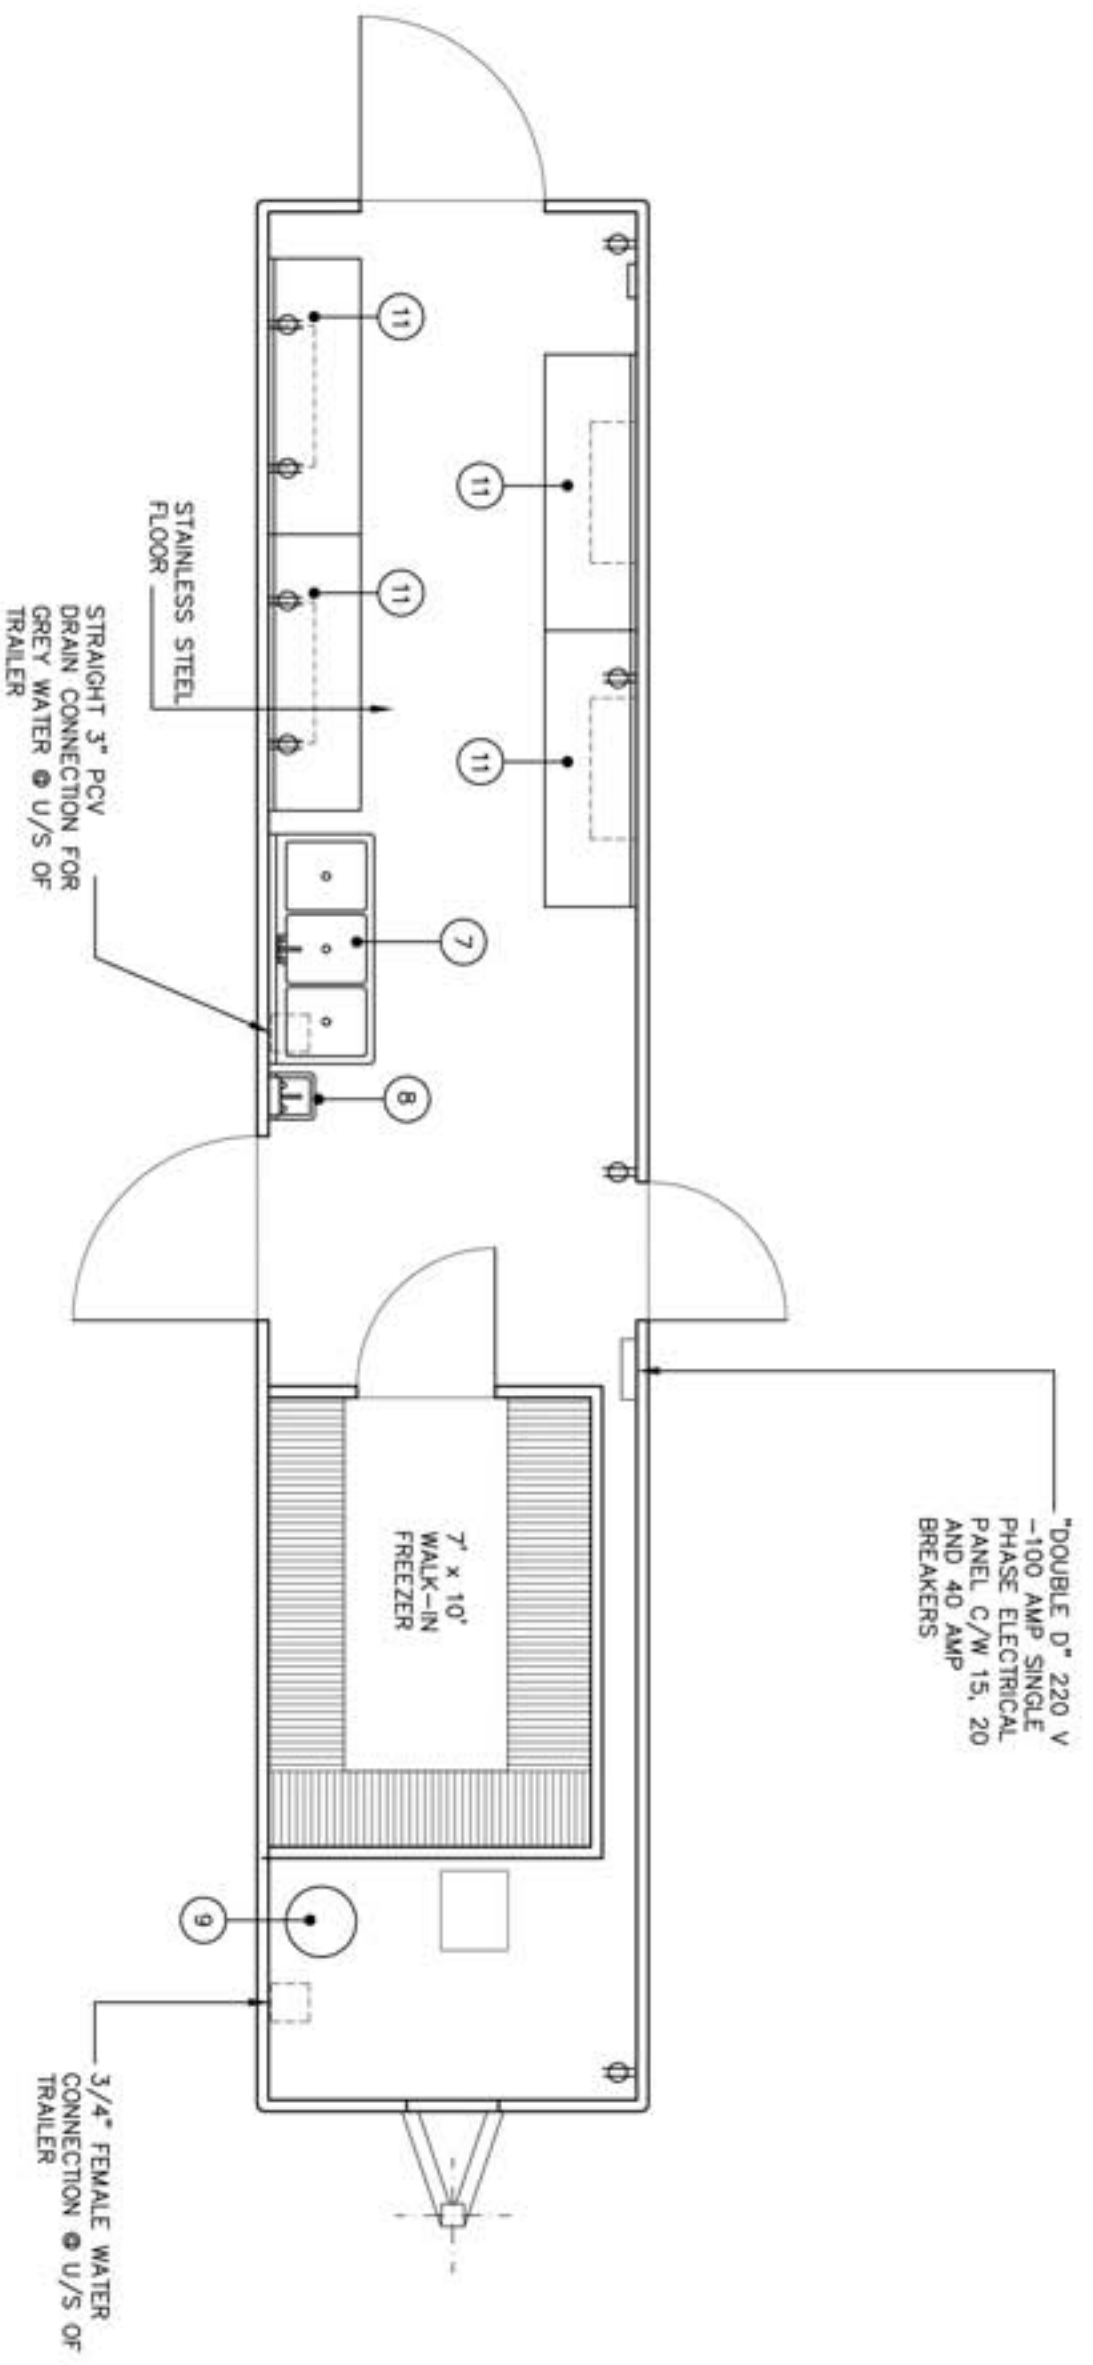 "DOUBLE D" 220 V
-100 AMP SINGLE
PHASE ELECTRICAL
PANEL C/W 15, 20
AND 40 AMP
BREAKERS
11
11
11
11
7
8
7' x 10'
WALK-IN
FREEZER
9
STAINLESS STEEL
FLOOR
STRAIGHT 3" PCV
DRAIN CONNECTION FOR
GREY WATER @ U/S OF
TRAILER
3/4" FEMALE WATER
CONNECTION @ U/S OF
TRAILER